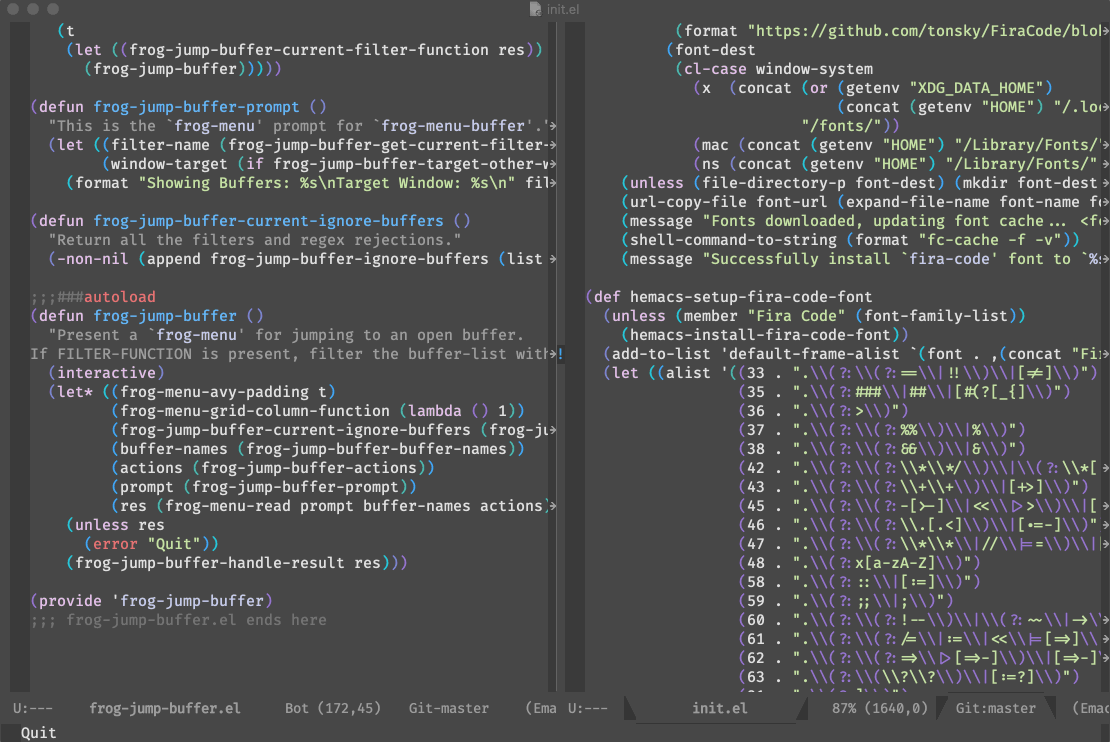 init.el
(t
(let ((frog-jump-buffer-current-filter-function res))
(frog-jump-buffer)))))
(defun frog-jump-buffer-prompt ()
"This is the `frog-menu' prompt for `frog-menu-buffer'."
(let ((filter-name (frog-jump-buffer-get-current-filter-
(window-target (if frog-jump-buffer-target-other-w
(format "Showing Buffers: %s\nTarget Window: %s\n" fil
(defun frog-jump-buffer-current-ignore-buffers ()
"Return all the filters and regex rejections."
(-non-nil (append frog-jump-buffer-ignore-buffers (list
;;;###autoload
(defun frog-jump-buffer ()
"Present a `frog-menu' for jumping to an open buffer.
If FILTER-FUNCTION is present, filter the buffer-list with
(interactive)
(let* ((frog-menu-avy-padding t)
(frog-menu-grid-column-function (lambda () 1))
(frog-jump-buffer-current-ignore-buffers (frog-ju
(buffer-names (frog-jump-buffer-buffer-names))
(actions (frog-jump-buffer-actions))
(prompt (frog-jump-buffer-prompt))
(res (frog-menu-read prompt buffer-names actions)
(unless res
(error "Quit"))
(frog-jump-buffer-handle-result res)))
(provide 'frog-jump-buffer)
;;; frog-jump-buffer.el ends here
U:--- frog-jump-buffer.el Bot (172,45) Git-master (Ema
(format "https://github.com/tonsky/FiraCode/blob
(font-dest
(cl-case window-system
(x (concat (or (getenv "XDG_DATA_HOME")
(concat (getenv "HOME") "/.loc
"/fonts/"))
(mac (concat (getenv "HOME") "/Library/Fonts/"
(ns (concat (getenv "HOME") "/Library/Fonts/"
(unless (file-directory-p font-dest) (mkdir font-dest
(url-copy-file font-url (expand-file-name font-name fo
(message "Fonts downloaded, updating font cache... <f
(shell-command-to-string (format "fc-cache -f -v"))
(message "Successfully install `fira-code' font to `%s
(def hemacs-setup-fira-code-font
(unless (member "Fira Code" (font-family-list))
(hemacs-install-fira-code-font))
(add-to-list 'default-frame-alist `(font . ,(concat "Fi
(let ((alist '((33 . ".\\(?:\\(?:==\\|!!\\)\\|[!=]\\)")
(35 . ".\\(?:###\\|##\\|[#(?[_{]\\)")
(36 . ".\\(?:>\\)")
(37 . ".\\(?:\\(?:%%\\)\\|%\\)")
(38 . ".\\(?:\\(?:&&\\)\\|&\\)")
(42 . ".\\(?:\\(?:\\*\\*/\\)\\|\\(?:\\*[
(43 . ".\\(?:\\(?:\\+\\+\\)\\|[+>]\\)")
(45 . ".\\(?:\\(?:-[>-]\\|<<\\|>>\\)\\|[
(46 . ".\\(?:\\(?:\\.[.<]\\)\\|[.=-]\\)"
(47 . ".\\(?:\\(?:\\*\\*\\|//\\|==\\)\\|
(48 . ".\\(?:x[a-zA-Z]\\)")
(58 . ".\\(?:::\\|[:=]\\)")
(59 . ".\\(?:;;\\|;\\)")
(60 . ".\\(?:\\(?:!--\\)\\|\\(?:~~\\|->\\
(61 . ".\\(?:\\(?:/=\\|:=\\|<<\\|=[=>]\\
(62 . ".\\(?:\\(?:=>\\|>[=>-]\\)\\|[=>-]\
(63 . ".\\(?:\\(\\?\\?\\)\\|[:=?]\\)")
U:--- init.el 87% (1640,0) Git:master (Emac
Quit